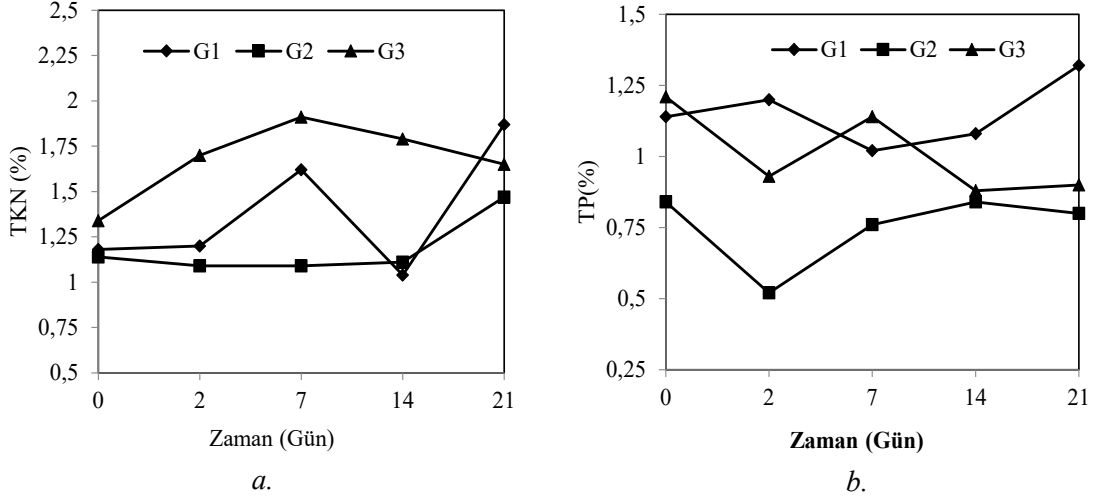 2,5
2,25
2
1,75
1,5
1,25
1
0,75
0,5
TKN (%)
G1 G2 G3
0 2 7 14 21
Zaman (Gün)
a.
1,5
1,25
1
0,75
0,5
0,25
TP(%)
G1 G2 G3
0 2 7 14 21
Zaman (Gün)
b.